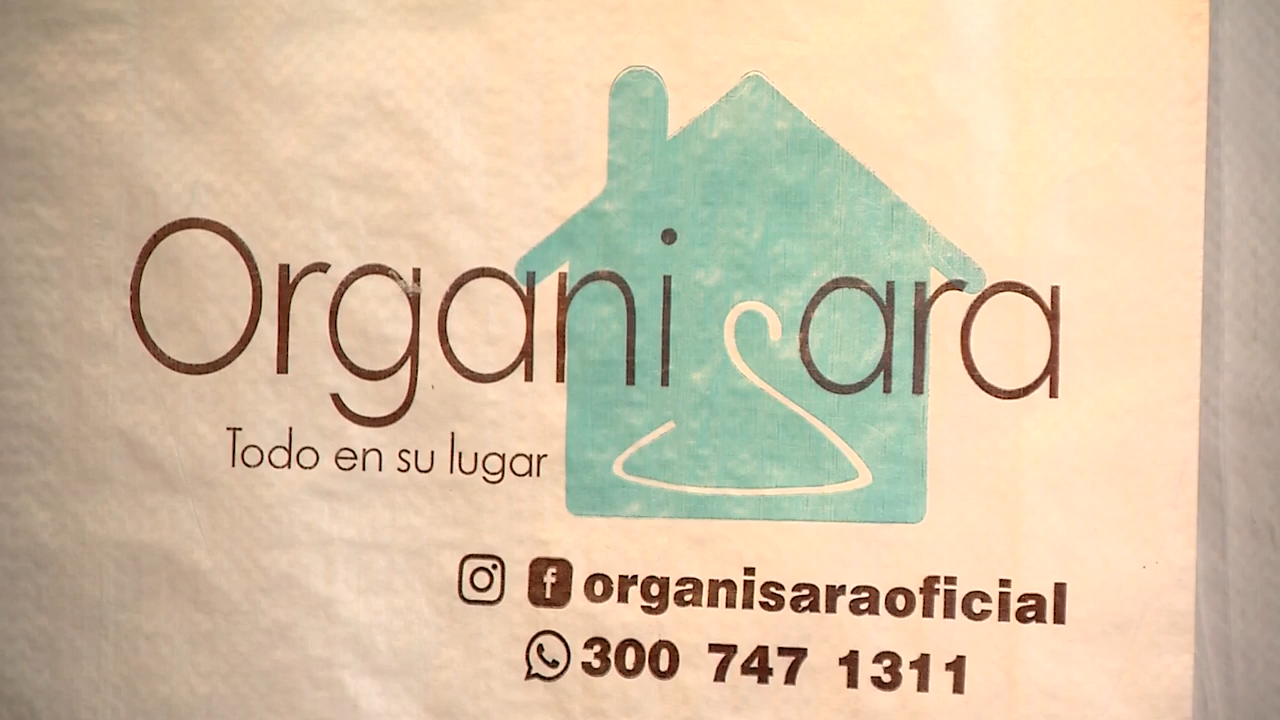 Organisara
Todo en su lugar
organisaraoficial
300 747 1311